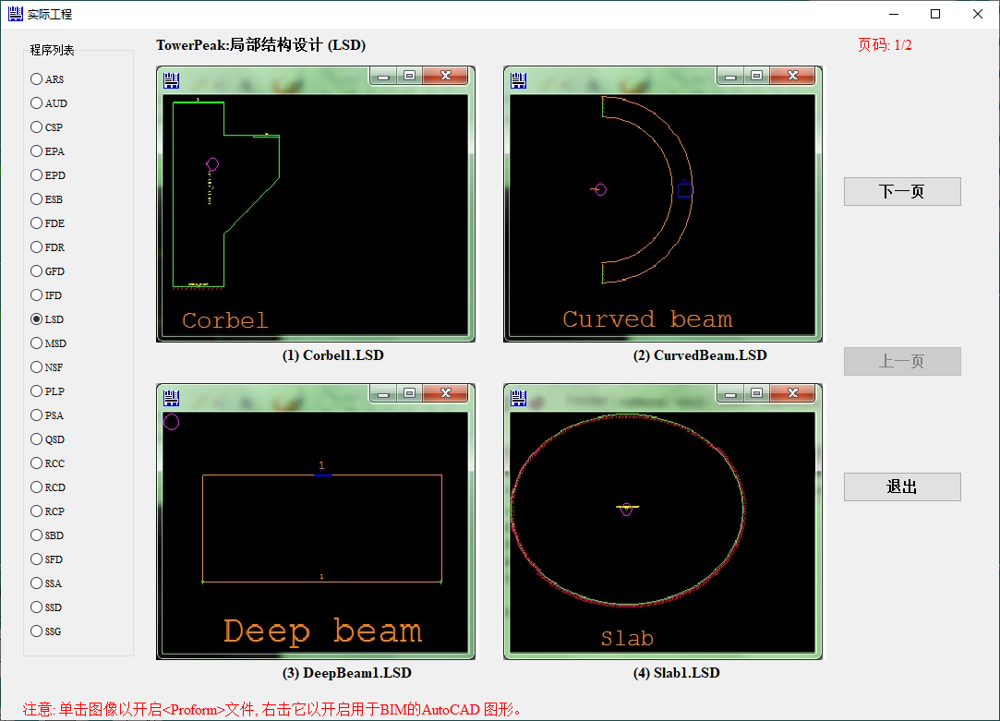 实际工程
程序列表
ARS
AUD
CSP
EPA
EPD
ESB
FDE
FDR
GFD
IFD
LSD
MSD
NSF
PLP
PSA
QSD
RCC
RCD
RCP
SBD
SFD
SSA
SSD
SSG
TowerPeak:局部结构设计 (LSD)
页码: 1/2
Corbel
(1) Corbel1.LSD
Curved beam
(2) CurvedBeam.LSD
1
1
Deep beam
(3) DeepBeam1.LSD
Slab
(4) Slab1.LSD
下一页
上一页
退出
注意: 单击图像以开启<Proform>文件, 右击它以开启用于BIM的AutoCAD 图形。